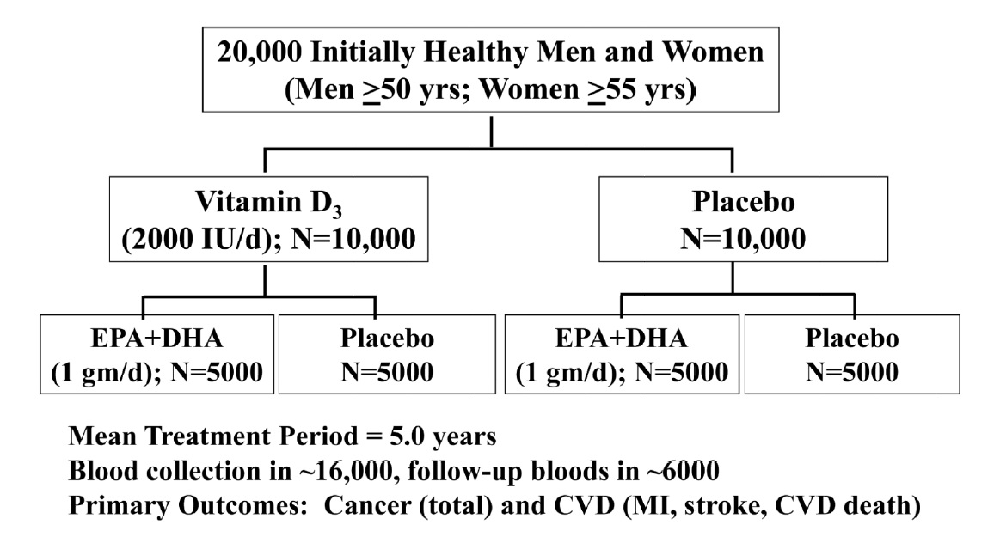 20,000 Initially Healthy Men and Women
(Men ≥50 yrs; Women ≥55 yrs)
Vitamin D₃
(2000 IU/d); N=10,000
Placebo
N=10,000
EPA+DHA
(1 gm/d); N=5000
Placebo
N=5000
EPA+DHA
(1 gm/d); N=5000
Placebo
N=5000
Mean Treatment Period = 5.0 years
Blood collection in ~16,000, follow-up bloods in ~6000
Primary Outcomes:  Cancer (total) and CVD (MI, stroke, CVD death)